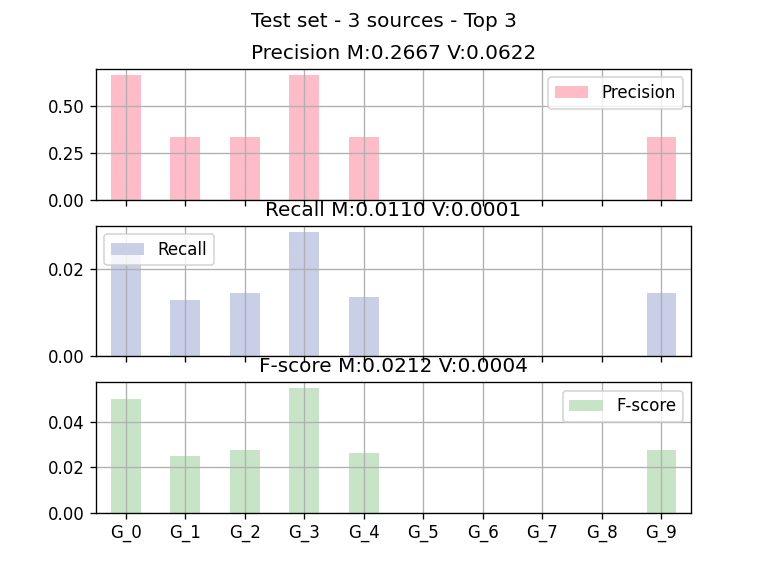 Test set - 3 sources - Top 3
Precision M:0.2667 V:0.0622
0.50
0.25
0.00
Precision
Recall M:0.0110 V:0.0001
0.02
0.00
Recall
F-score M:0.0212 V:0.0004
0.04
0.02
0.00
F-score
G_0 G_1 G_2 G_3 G_4 G_5 G_6 G_7 G_8 G_9